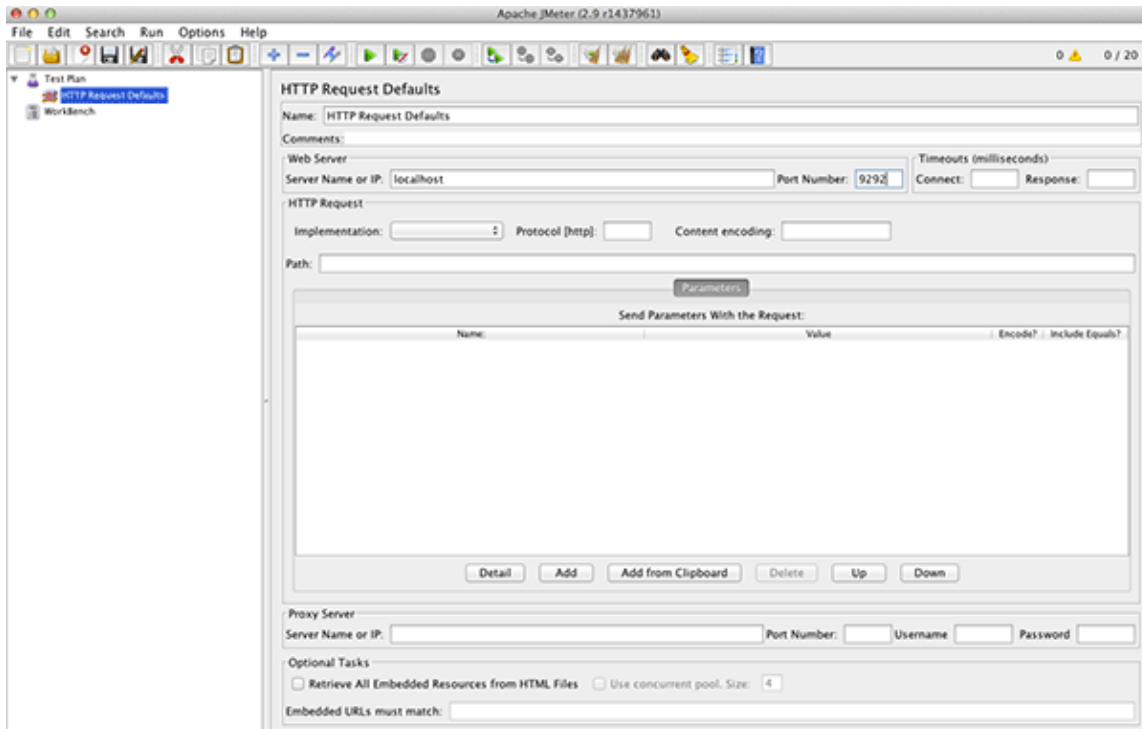 Apache JMeter (2.9 r1437961)
File Edit Search Run Options Help
0 0 / 20
Test Plan
HTTP Request Defaults
WorkBench
HTTP Request Defaults
Name: HTTP Request Defaults
Comments:
Web Server Timeouts (milliseconds)
Server Name or IP: localhost Port Number: 9292 Connect: Response:
HTTP Request
Implementation: Protocol [http]: Content encoding:
Path:
Parameters
Send Parameters With the Request:
Name: Value Encode? Include Equals?
Detail Add Add from Clipboard Delete Up Down
Proxy Server
Server Name or IP: Port Number: Username Password
Optional Tasks
Retrieve All Embedded Resources from HTML Files Use concurrent pool. Size: 4
Embedded URLs must match: